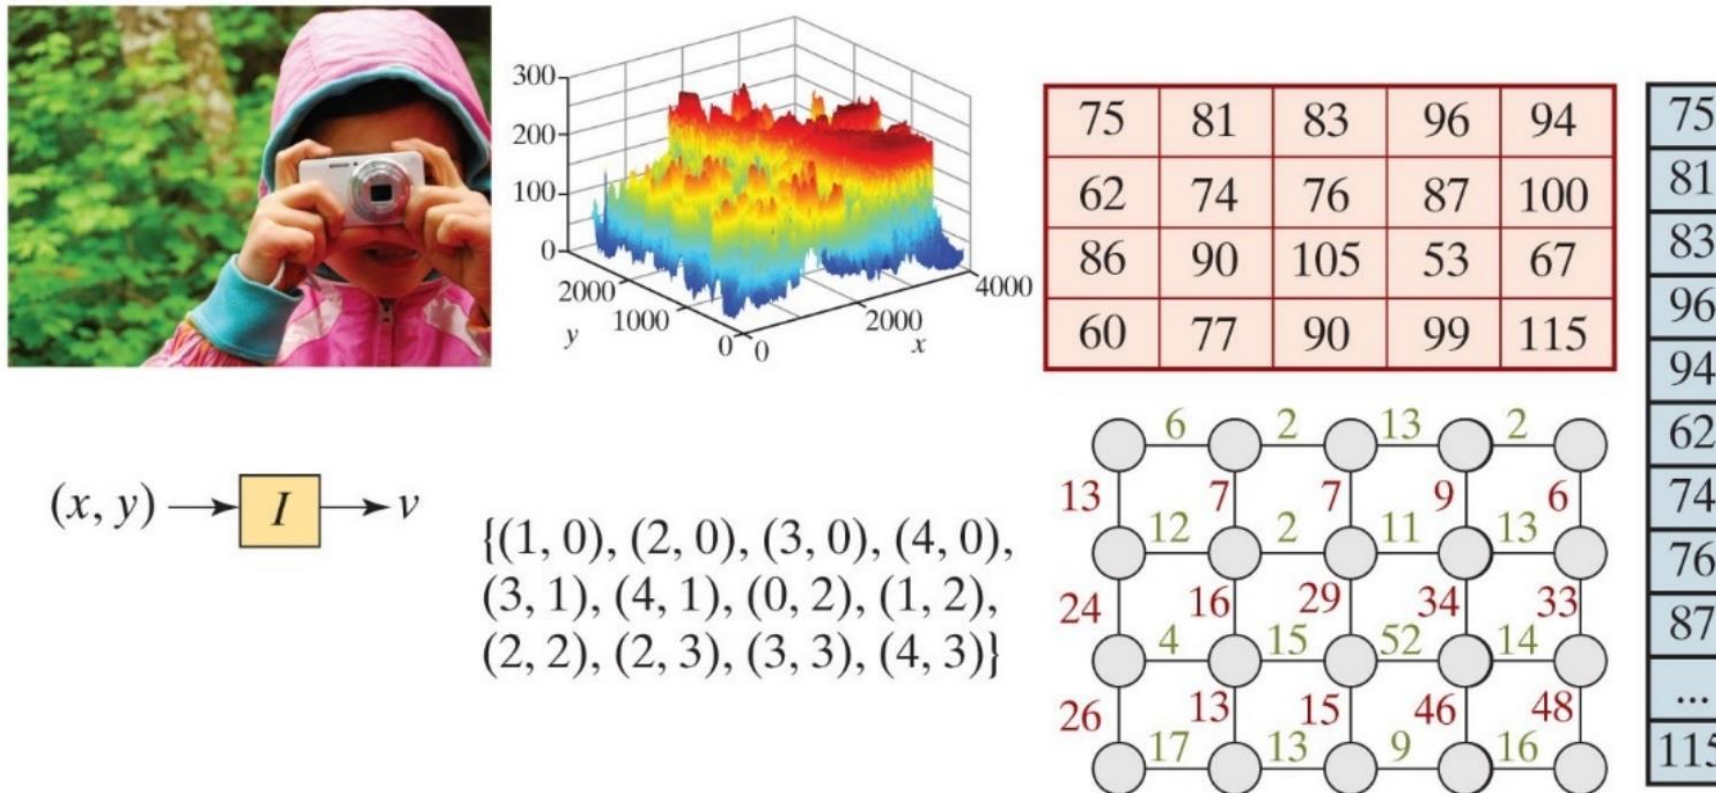 300
200
100
0
2000
1000
0
y
0
2000
4000
x
75 81 83 96 94
62 74 76 87 100
86 90 105 53 67
60 77 90 99 115
75
81
83
96
94
62
74
76
87
...
115
(x, y) I v
{(1, 0), (2, 0), (3, 0), (4, 0),
(3, 1), (4, 1), (0, 2), (1, 2),
(2, 2), (2, 3), (3, 3), (4, 3)}
6 2 13 2
13 7 7 9 6
12 2 11 13
24 16 29 34 33
4 15 52 14
26 13 15 46 48
17 13 9 16